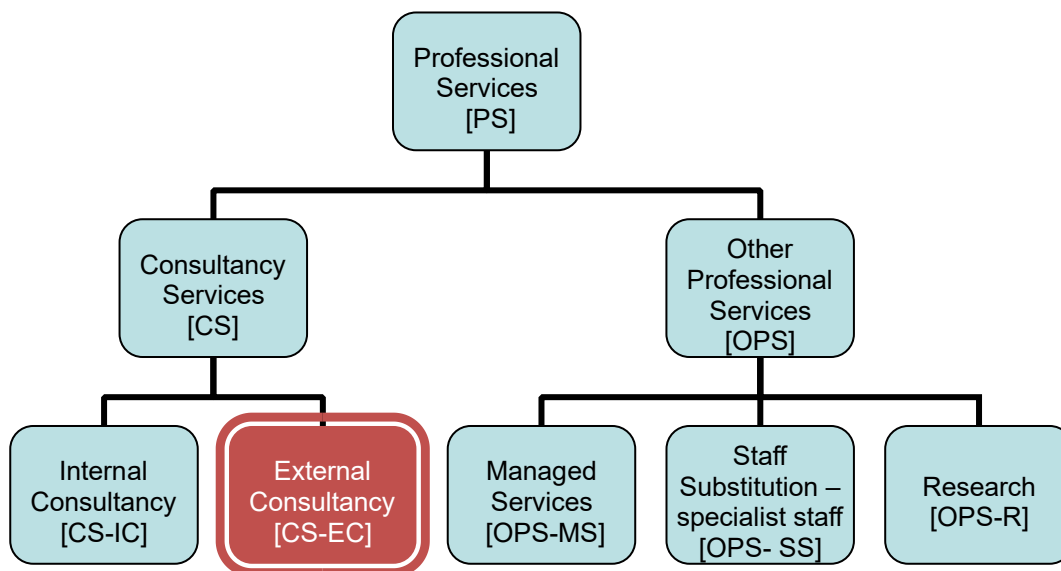 Professional
Services
[PS]
Consultancy
Services
[CS]
Other
Professional
Services
[OPS]
Internal
Consultancy
[CS-IC]
External
Consultancy
[CS-EC]
Managed
Services
[OPS-MS]
Staff
Substitution –
specialist staff
[OPS- SS]
Research
[OPS-R]